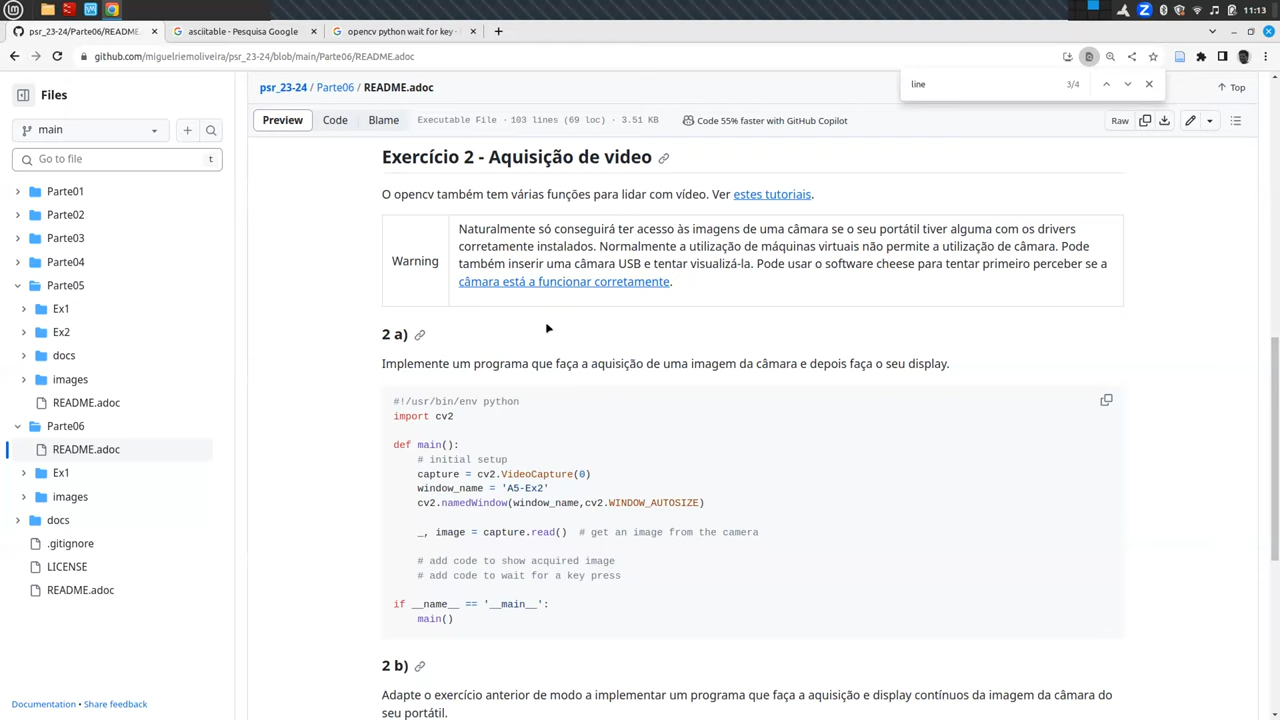 11:13
psr_23-24/Parte06/README.
asciitable - Pesquisa Google
opencv python wait for key -
github.com/miguelriemoliveira/psr_23-24/blob/main/Parte06/README.adoc
line
3/4
Files
psr_23-24 / Parte06 / README.adoc
Top
main
Preview
Code
Blame
Executable File · 103 lines (69 loc) · 3.51 KB
Code 55% faster with GitHub Copilot
Raw
Go to file
t
Parte01
Parte02
Parte03
Parte04
Parte05
Ex1
Ex2
docs
images
README.adoc
Parte06
README.adoc
Ex1
images
docs
.gitignore
LICENSE
README.adoc
Documentation • Share feedback
Exercício 2 - Aquisição de video
O opencv também tem várias funções para lidar com vídeo. Ver estes tutoriais.
Warning
Naturalmente só conseguirá ter acesso às imagens de uma câmara se o seu portátil tiver alguma com os drivers
corretamente instalados. Normalmente a utilização de máquinas virtuais não permite a utilização de câmara. Pode
também inserir uma câmara USB e tentar visualizá-la. Pode usar o software cheese para tentar primeiro perceber se a
câmara está a funcionar corretamente.
2 a)
Implemente um programa que faça a aquisição de uma imagem da câmara e depois faça o seu display.
#!/usr/bin/env python
import cv2
def main():
# initial setup
capture = cv2.VideoCapture(0)
window_name = 'A5-Ex2'
cv2.namedWindow(window_name,cv2.WINDOW_AUTOSIZE)
_, image = capture.read()  # get an image from the camera
# add code to show acquired image
# add code to wait for a key press
if __name__ == '__main__':
main()
2 b)
Adapte o exercício anterior de modo a implementar um programa que faça a aquisição e display contínuos da imagem da câmara do
seu portátil.